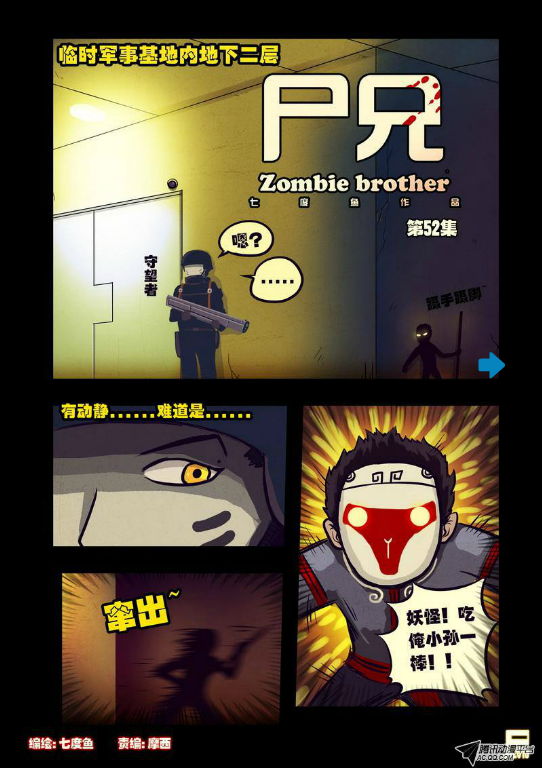 临时军事基地内地下二层
尸兄
Zombie brother
七度鱼作品
第52集
嗯?
.....
守望者
蹑手蹑脚~
有动静......难道是......
窜出~
妖怪!吃
俺小孙一
棒!!
编绘:七度鱼 责编:摩西
腾讯动漫平台
AC.QQ.COM